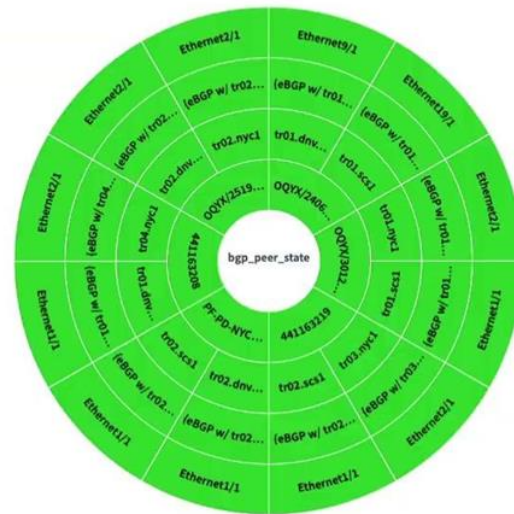 bgp_peer_state
OQYX/2406...
OQYX/3012...
441163219
PF-PD-NYC...
441163208
OQYX/2519...
tr01.dnv...
tr01.scs1
tr01.nyc1
tr01.scs1
tr03.nyc1
tr02.scs1
tr02.dnv...
tr02.scs1
tr01.dnv...
tr04.nyc1
tr02.dnv...
tr02.nyc1
(eBGP w/ tr01...
(eBGP w/ tr01...
(eBGP w/ tr01...
(eBGP w/ tr01...
(eBGP w/ tr03...
(eBGP w/ tr02...
(eBGP w/ tr02...
(eBGP w/ tr02...
(eBGP w/ tr01...
(eBGP w/ tr04...
(eBGP w/ tr02...
(eBGP w/ tr02...
Ethernet9/1
Ethernet19/1
Ethernet2/1
Ethernet1/1
Ethernet2/1
Ethernet1/1
Ethernet1/1
Ethernet1/1
Ethernet1/1
Ethernet2/1
Ethernet2/1
Ethernet2/1